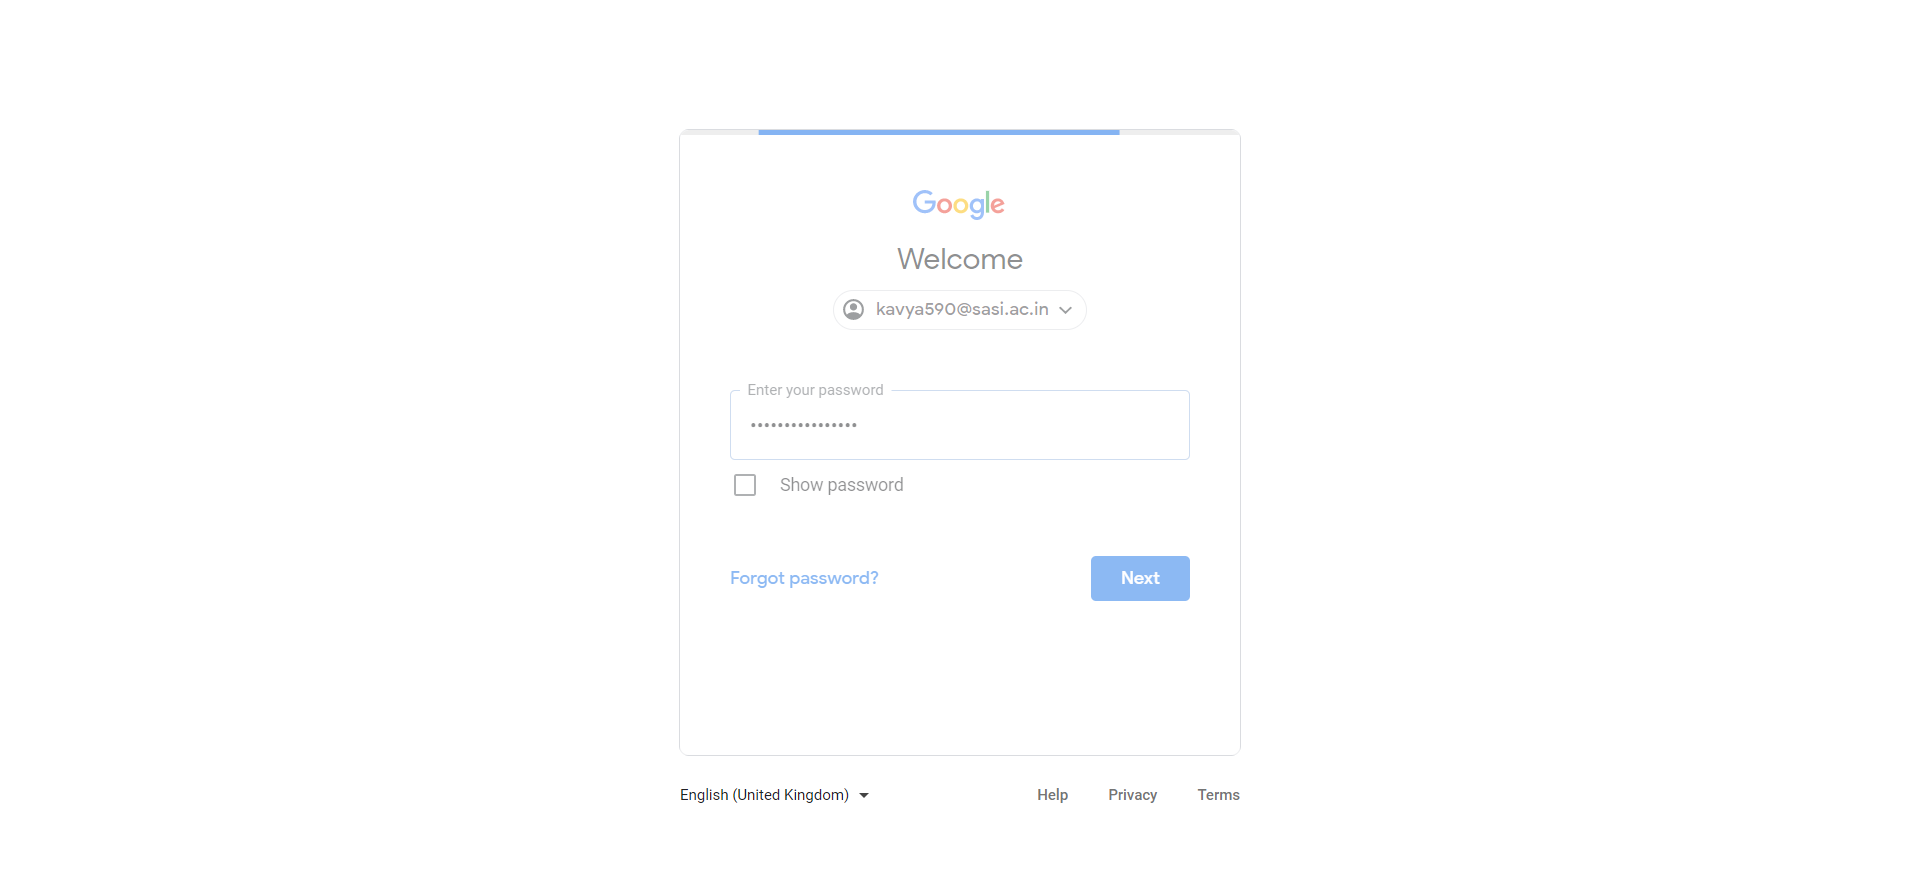 Google
Welcome
kavya590@sasi.ac.in
Enter your password
••••••••••••••••
Show password
Forgot password?
Next
English (United Kingdom)
Help
Privacy
Terms